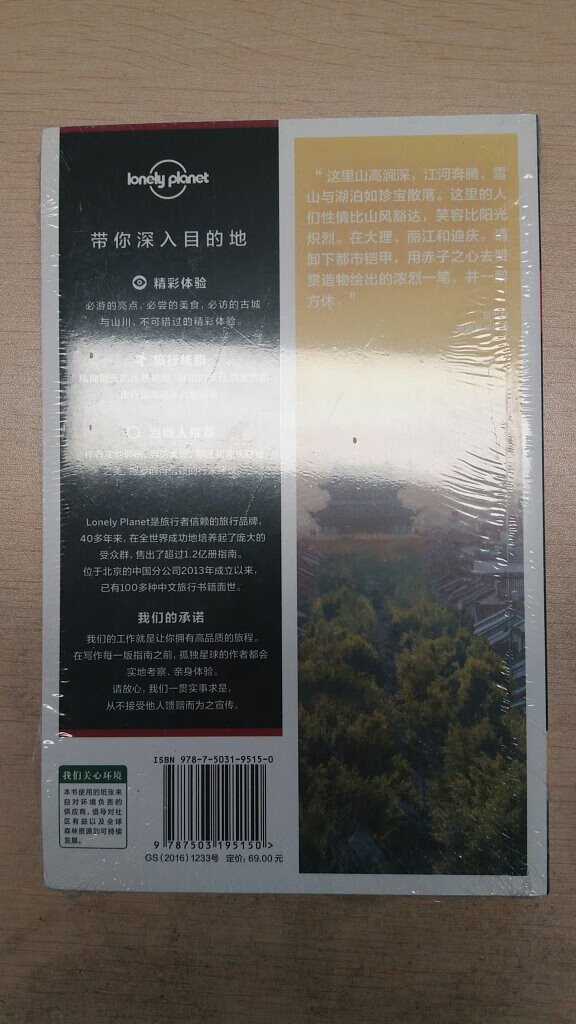 lonely planet
带你深入目的地
精彩体验
必游的亮点，必尝的美食，必访的古城
与山川，不可错过的精彩体验。
旅行线路
当地人推荐
Lonely Planet是旅行者信赖的旅行品牌，
40多年来，在全世界成功地培养起了庞大的
受众群，售出了超过1.2亿册指南。
位于北京的中国分公司2013年成立以来，
已有100多种中文旅行书籍面世。
我们的承诺
我们的工作就是让你拥有高品质的旅程。
在写作每一版指南之前，孤独星球的作者都会
实地考察、亲身体验。
请放心，我们一贯实事求是，
从不接受他人馈赠而为之宣传。
我们关心环境
本书使用的纸张来
自对环境负责的
供应商，倡导对社
区有益以及全球
森林资源的可持续
发展。
ISBN 978-7-5031-9515-0
9 787503 195150 >
GS (2016) 1233号 定价：69.00 元
“ 这里山高涧深，江河奔腾，雪
山与湖泊如珍宝散落。这里的人
们性情比山风豁达，笑容比阳光
炽烈。在大理、丽江和迪庆，请
卸下都市铠甲，用赤子之心去
赏造物绘出的浓烈一笔，并一
方休。”